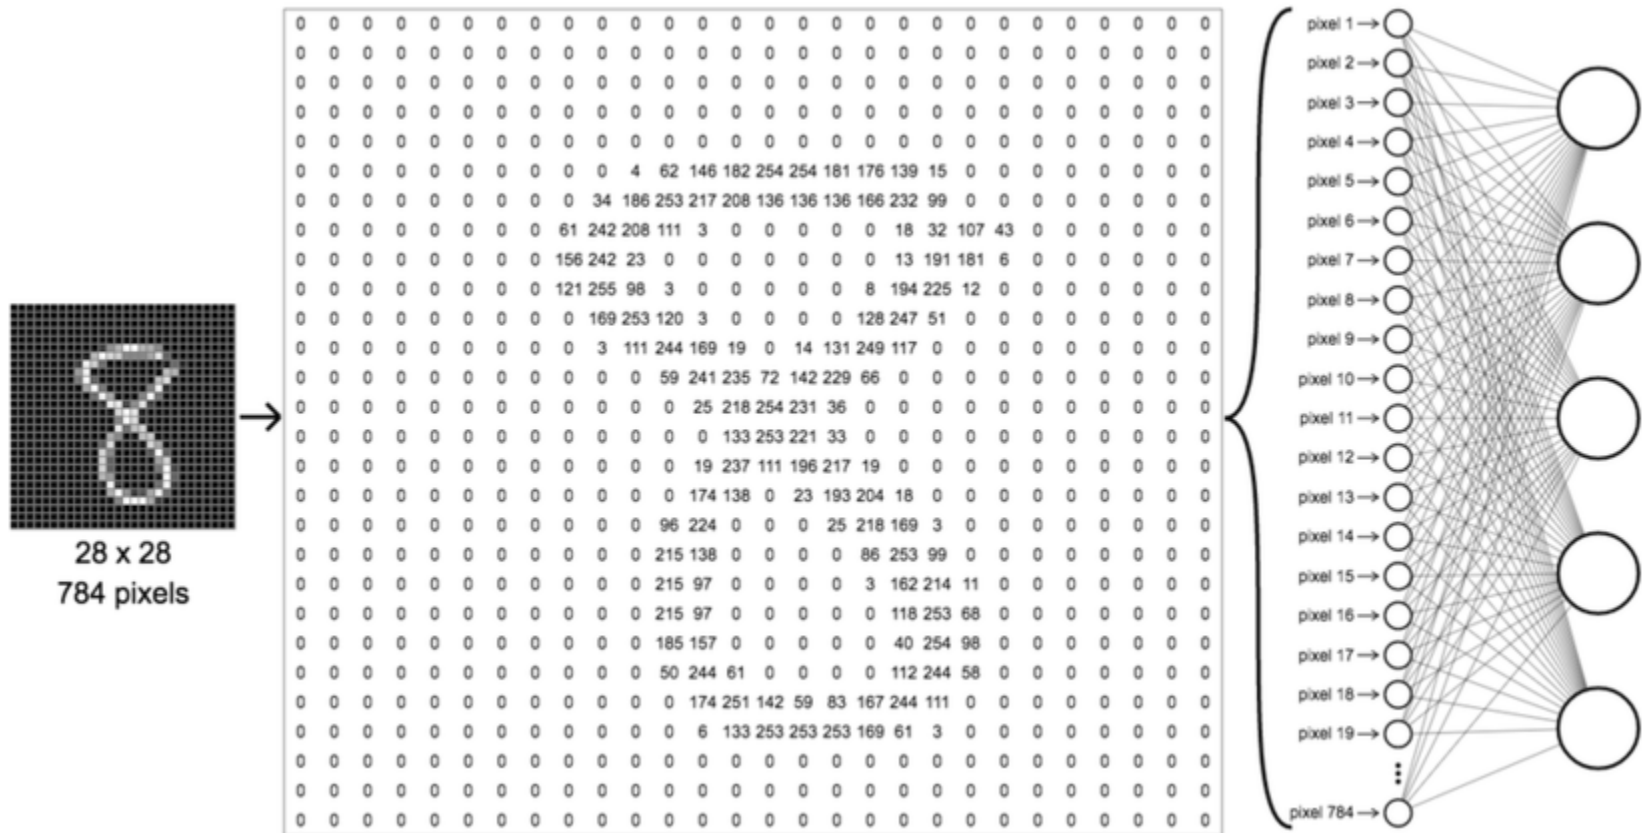 0 0 0 0 0 0 0 0 0 0 0 0 0 0 0 0 0 0 0 0 0 0 0 0 0 0 0 0
0 0 0 0 0 0 0 0 0 0 0 0 0 0 0 0 0 0 0 0 0 0 0 0 0 0 0 0
0 0 0 0 0 0 0 0 0 0 0 0 0 0 0 0 0 0 0 0 0 0 0 0 0 0 0 0
0 0 0 0 0 0 0 0 0 0 0 0 0 0 0 0 0 0 0 0 0 0 0 0 0 0 0 0
0 0 0 0 0 0 0 0 0 0 0 0 0 0 0 0 0 0 0 0 0 0 0 0 0 0 0 0
0 0 0 0 0 0 0 0 0 0 4 62 146 182 254 254 181 176 139 15 0 0 0 0 0 0 0 0
0 0 0 0 0 0 0 0 0 34 186 253 217 208 136 136 136 166 232 99 0 0 0 0 0 0 0 0
0 0 0 0 0 0 0 0 61 242 208 111 3 0 0 0 0 0 18 32 107 43 0 0 0 0 0 0
0 0 0 0 0 0 0 0 156 242 23 0 0 0 0 0 0 0 13 191 181 6 0 0 0 0 0 0
0 0 0 0 0 0 0 0 121 255 98 3 0 0 0 0 0 8 194 225 12 0 0 0 0 0 0 0
0 0 0 0 0 0 0 0 0 169 253 120 3 0 0 0 0 128 247 51 0 0 0 0 0 0 0 0
0 0 0 0 0 0 0 0 0 3 111 244 169 19 0 14 131 249 117 0 0 0 0 0 0 0 0 0
0 0 0 0 0 0 0 0 0 0 0 59 241 235 72 142 229 66 0 0 0 0 0 0 0 0 0 0
0 0 0 0 0 0 0 0 0 0 0 0 25 218 254 231 36 0 0 0 0 0 0 0 0 0 0 0
0 0 0 0 0 0 0 0 0 0 0 0 0 133 253 221 33 0 0 0 0 0 0 0 0 0 0 0
0 0 0 0 0 0 0 0 0 0 0 0 19 237 111 196 217 19 0 0 0 0 0 0 0 0 0 0
0 0 0 0 0 0 0 0 0 0 0 0 174 138 0 23 193 204 18 0 0 0 0 0 0 0 0 0
0 0 0 0 0 0 0 0 0 0 0 96 224 0 0 0 25 218 169 3 0 0 0 0 0 0 0 0
0 0 0 0 0 0 0 0 0 0 0 215 138 0 0 0 0 86 253 99 0 0 0 0 0 0 0 0
0 0 0 0 0 0 0 0 0 0 0 215 97 0 0 0 0 3 162 214 11 0 0 0 0 0 0 0
0 0 0 0 0 0 0 0 0 0 0 215 97 0 0 0 0 0 118 253 68 0 0 0 0 0 0 0
0 0 0 0 0 0 0 0 0 0 0 185 157 0 0 0 0 0 40 254 98 0 0 0 0 0 0 0
0 0 0 0 0 0 0 0 0 0 0 50 244 61 0 0 0 0 112 244 58 0 0 0 0 0 0 0
0 0 0 0 0 0 0 0 0 0 0 0 174 251 142 59 83 167 244 111 0 0 0 0 0 0 0 0
0 0 0 0 0 0 0 0 0 0 0 0 6 133 253 253 253 169 61 3 0 0 0 0 0 0 0 0
0 0 0 0 0 0 0 0 0 0 0 0 0 0 0 0 0 0 0 0 0 0 0 0 0 0 0 0
0 0 0 0 0 0 0 0 0 0 0 0 0 0 0 0 0 0 0 0 0 0 0 0 0 0 0 0
0 0 0 0 0 0 0 0 0 0 0 0 0 0 0 0 0 0 0 0 0 0 0 0 0 0 0 0
28 x 28
784 pixels
pixel 1
pixel 2
pixel 3
pixel 4
pixel 5
pixel 6
pixel 7
pixel 8
pixel 9
pixel 10
pixel 11
pixel 12
pixel 13
pixel 14
pixel 15
pixel 16
pixel 17
pixel 18
pixel 19
pixel 784